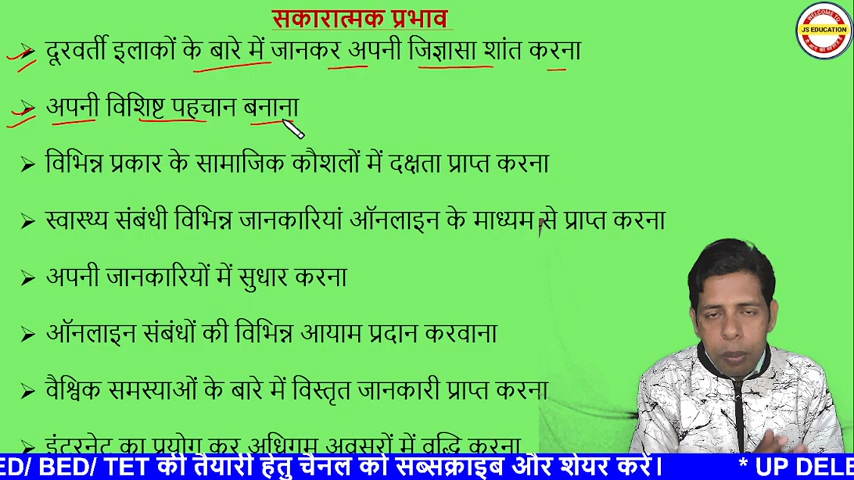 सकारात्मक प्रभाव
WELCOME TO
JS EDUCATION
➢ दूरवर्ती इलाकों के बारे में जानकर अपनी जिज्ञासा शांत करना
➢ अपनी विशिष्ट पहचान बनाना
➢ विभिन्न प्रकार के सामाजिक कौशलों में दक्षता प्राप्त करना
➢ स्वास्थ्य संबंधी विभिन्न जानकारियां ऑनलाइन के माध्यम से प्राप्त करना
➢ अपनी जानकारियों में सुधार करना
➢ ऑनलाइन संबंधों की विभिन्न आयाम प्रदान करवाना
➢ वैश्विक समस्याओं के बारे में विस्तृत जानकारी प्राप्त करना
➢ इंटरनेट का प्रयोग कर अधिगम अवसरों में वृद्धि करना
ED/ BED/ TET की तैयारी हेतु चैनल को सब्सक्राइब और शेयर करें। * UP DELE